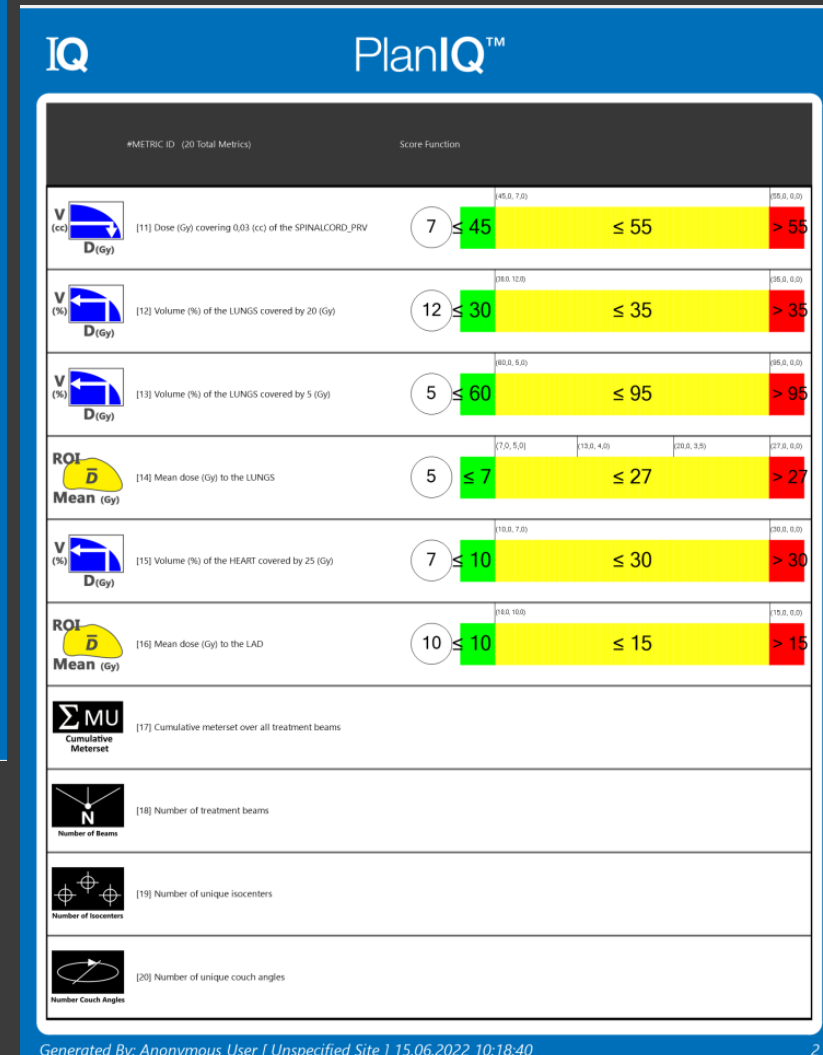 IQ
PlanIQ™
#METRIC ID (20 Total Metrics) Score Function
V (cc) D(Gy) [11] Dose (Gy) covering 0,03 (cc) of the SPINALCORD_PRV 7 ≤ 45 (45,0, 7,0) ≤ 55 (55,0, 0,0) > 55
V (%) D(Gy) [12] Volume (%) of the LUNGS covered by 20 (Gy) 12 ≤ 30 (30,0, 12,0) ≤ 35 (35,0, 0,0) > 35
V (%) D(Gy) [13] Volume (%) of the LUNGS covered by 5 (Gy) 5 ≤ 60 (60,0, 5,0) ≤ 95 (95,0, 0,0) > 95
ROI D̅ Mean (Gy) [14] Mean dose (Gy) to the LUNGS 5 ≤ 7 (7,0, 5,0) (13,0, 4,0) (20,0, 3,5) ≤ 27 (27,0, 0,0) > 27
V (%) D(Gy) [15] Volume (%) of the HEART covered by 25 (Gy) 7 ≤ 10 (10,0, 7,0) ≤ 30 (30,0, 0,0) > 30
ROI D̅ Mean (Gy) [16] Mean dose (Gy) to the LAD 10 ≤ 10 (10,0, 10,0) ≤ 15 (15,0, 0,0) > 15
Σ MU Cumulative Meterset [17] Cumulative meterset over all treatment beams
N Number of Beams [18] Number of treatment beams
Number of Isocenters [19] Number of unique isocenters
Number Couch Angles [20] Number of unique couch angles
Generated By: Anonymous User [ Unspecified Site ] 15.06.2022 10:18:40 2